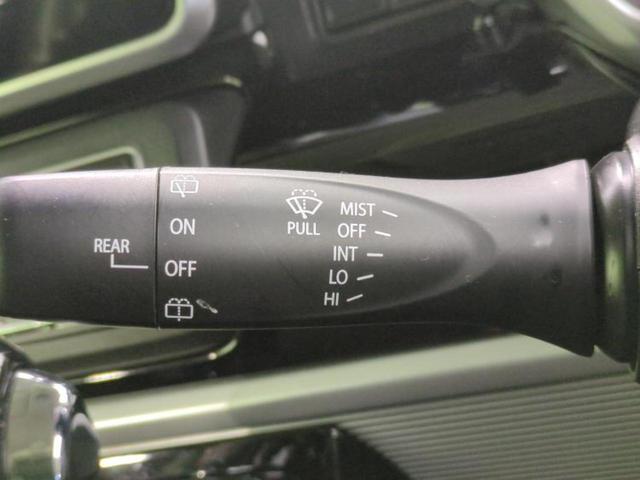 REAR
ON
OFF
PULL
MIST
OFF
INT
LO
HI